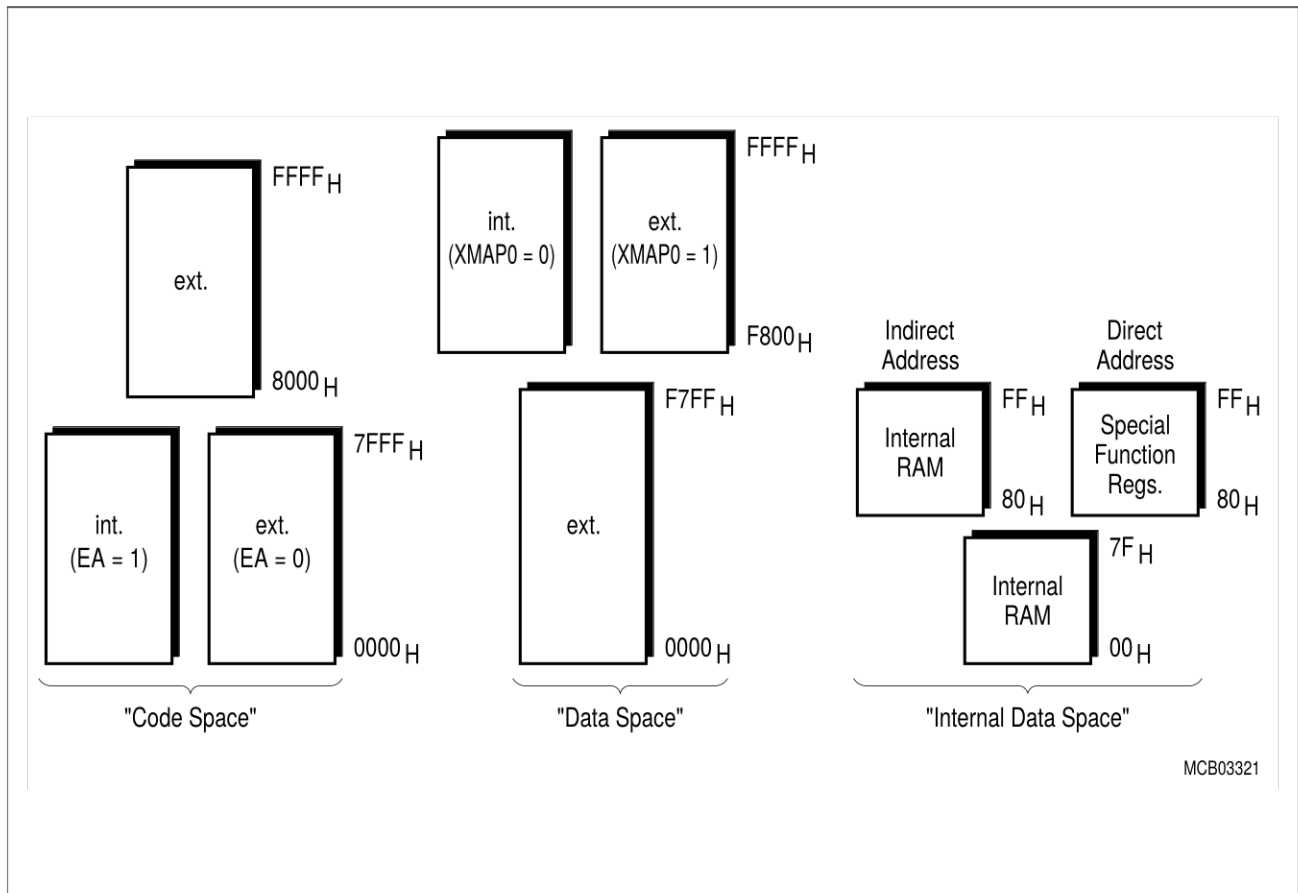 FFFF H
ext.
8000 H
int.
(EA = 1)
ext.
(EA = 0)
7FFF H
0000 H
"Code Space"
int.
(XMAP0 = 0)
ext.
(XMAP0 = 1)
FFFF H
F800 H
F7FF H
ext.
0000 H
"Data Space"
Indirect
Address
Internal
RAM
FF H
80 H
Direct
Address
Special
Function
Regs.
FF H
80 H
Internal
RAM
7F H
00 H
"Internal Data Space"
MCB03321